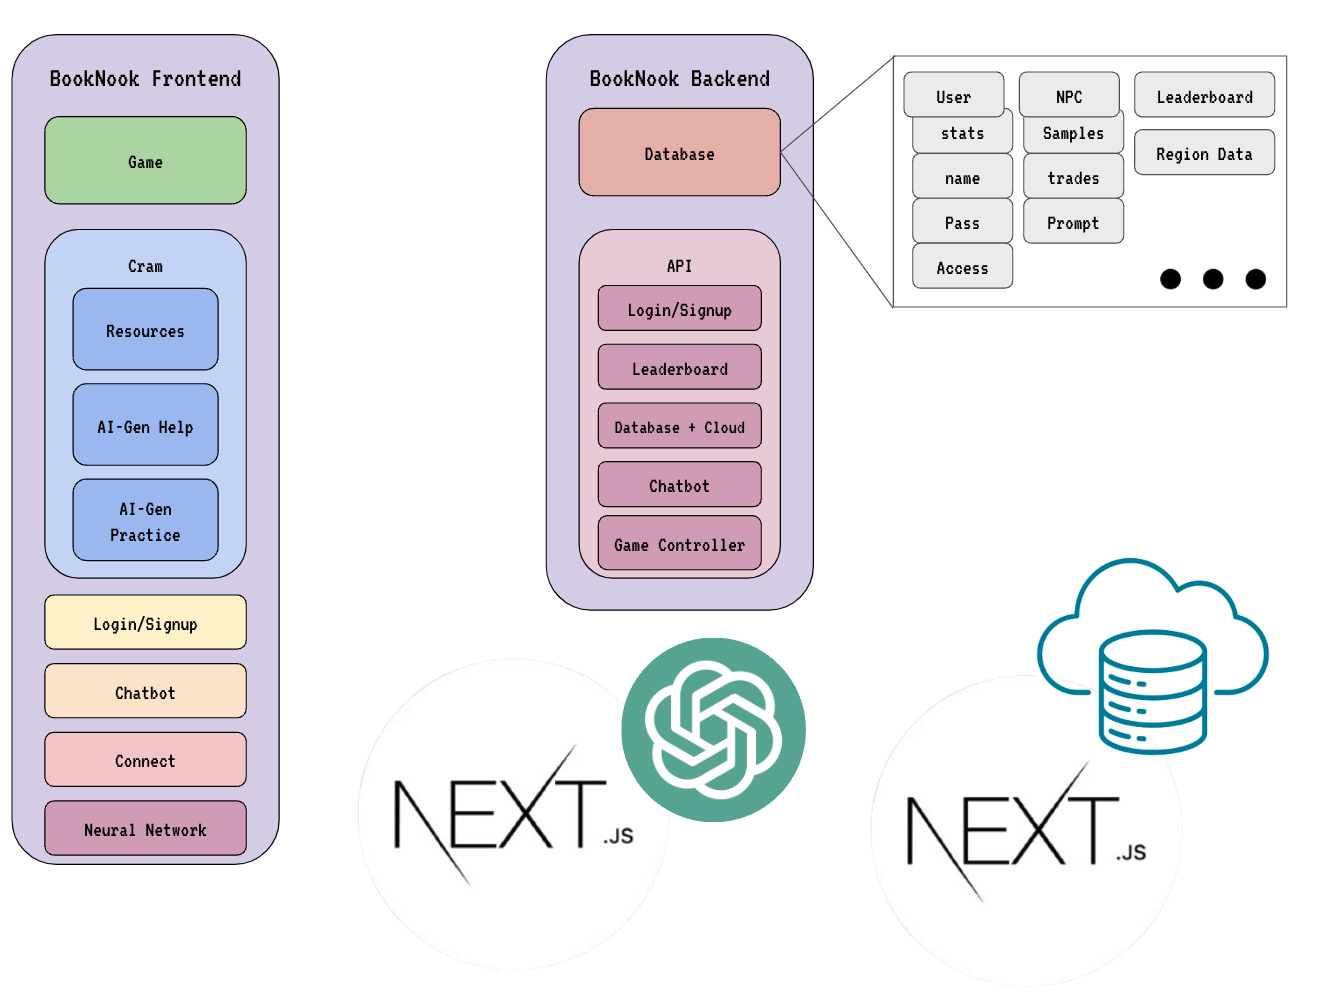 BookNook Frontend
Game
Cram
Resources
AI-Gen Help
AI-Gen
Practice
Login/Signup
Chatbot
Connect
Neural Network
BookNook Backend
Database
API
Login/Signup
Leaderboard
Database + Cloud
Chatbot
Game Controller
User
stats
name
Pass
Access
NPC
Samples
trades
Prompt
Leaderboard
Region Data
NEXT.JS
NEXT.JS